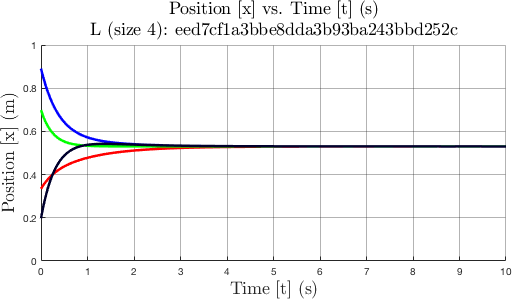 Position [x] vs. Time [t] (s)
L (size 4): eed7cf1a3bbe8dda3b93ba243bbd252c
Position [x] (m)
1
0.8
0.6
0.4
0.2
0
0 1 2 3 4 5 6 7 8 9 10
Time [t] (s)